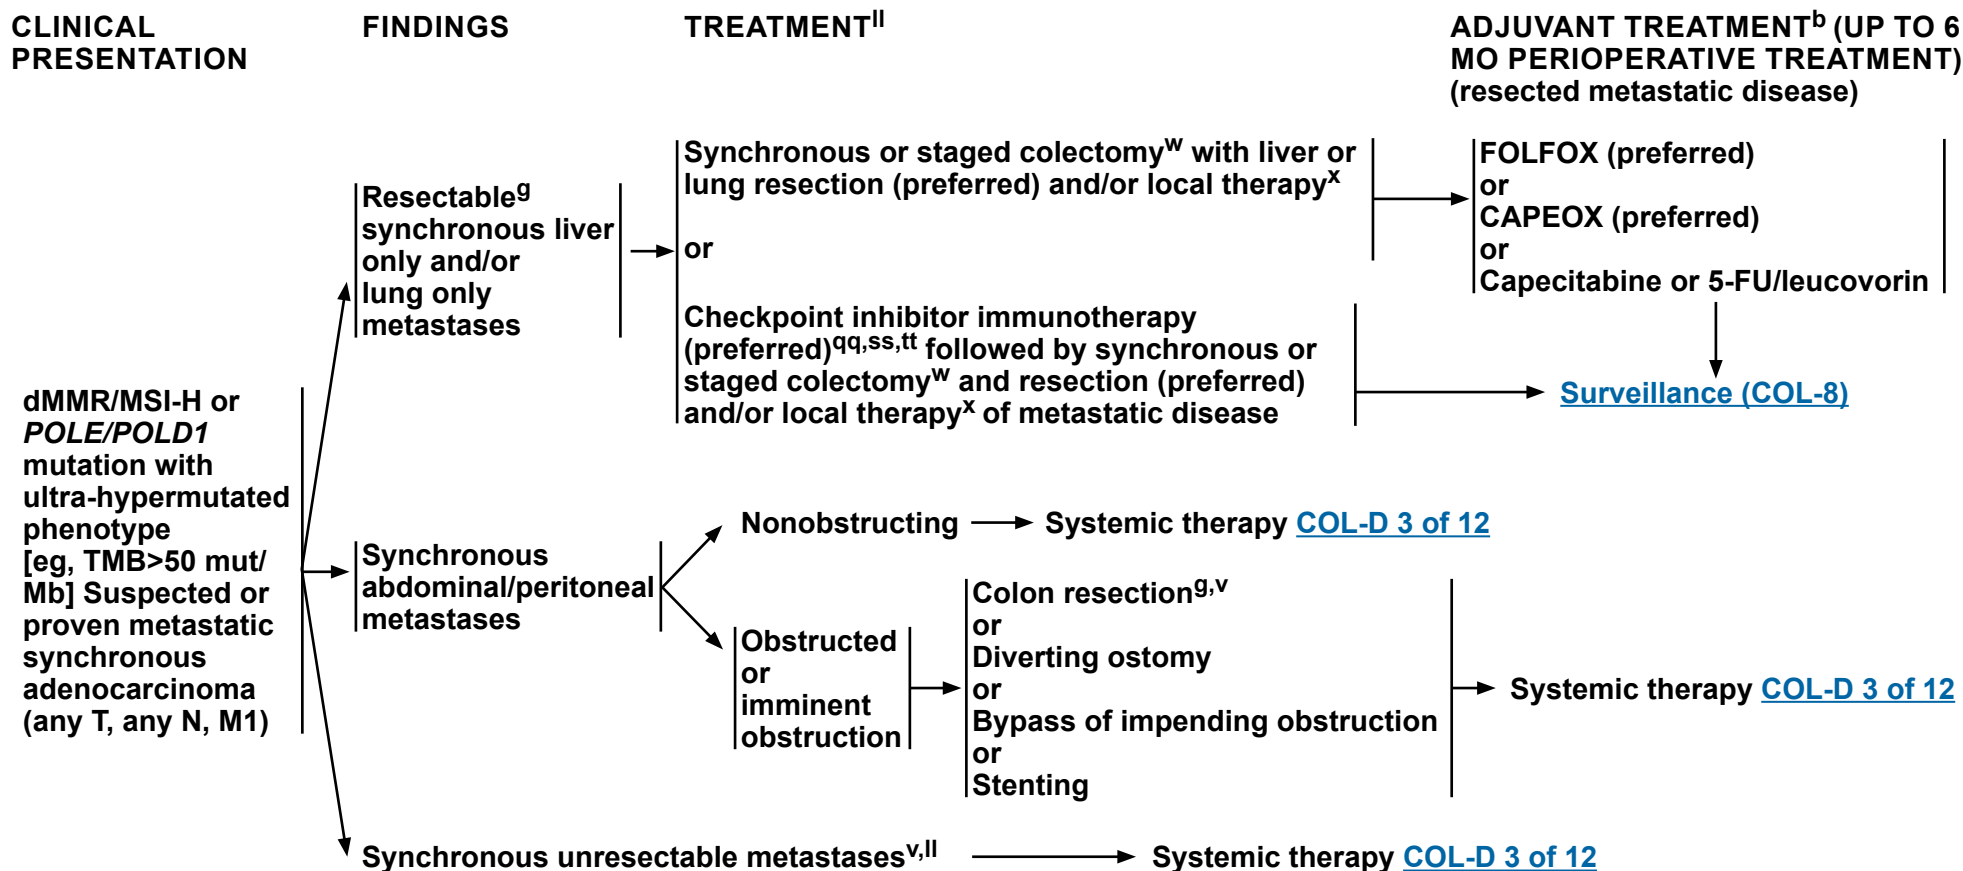 CLINICAL
PRESENTATION
FINDINGS
TREATMENTll
ADJUVANT TREATMENTb (UP TO 6
MO PERIOPERATIVE TREATMENT)
(resected metastatic disease)
dMMR/MSI-H or
POLE/POLD1
mutation with
ultra-hypermutated
phenotype
[eg, TMB>50 mut/
Mb] Suspected or
proven metastatic
synchronous
adenocarcinoma
(any T, any N, M1)
Resectableg
synchronous liver
only and/or
lung only
metastases
Synchronous or staged colectomyw with liver or
lung resection (preferred) and/or local therapyx
or
Checkpoint inhibitor immunotherapy
(preferred)qq,ss,tt followed by synchronous or
staged colectomyw and resection (preferred)
and/or local therapyx of metastatic disease
FOLFOX (preferred)
or
CAPEOX (preferred)
or
Capecitabine or 5-FU/leucovorin
Surveillance (COL-8)
Synchronous
abdominal/peritoneal
metastases
Nonobstructing
Systemic therapy COL-D 3 of 12
Obstructed
or
imminent
obstruction
Colon resectiong,v
or
Diverting ostomy
or
Bypass of impending obstruction
or
Stenting
Systemic therapy COL-D 3 of 12
Synchronous unresectable metastasesv,ll
Systemic therapy COL-D 3 of 12